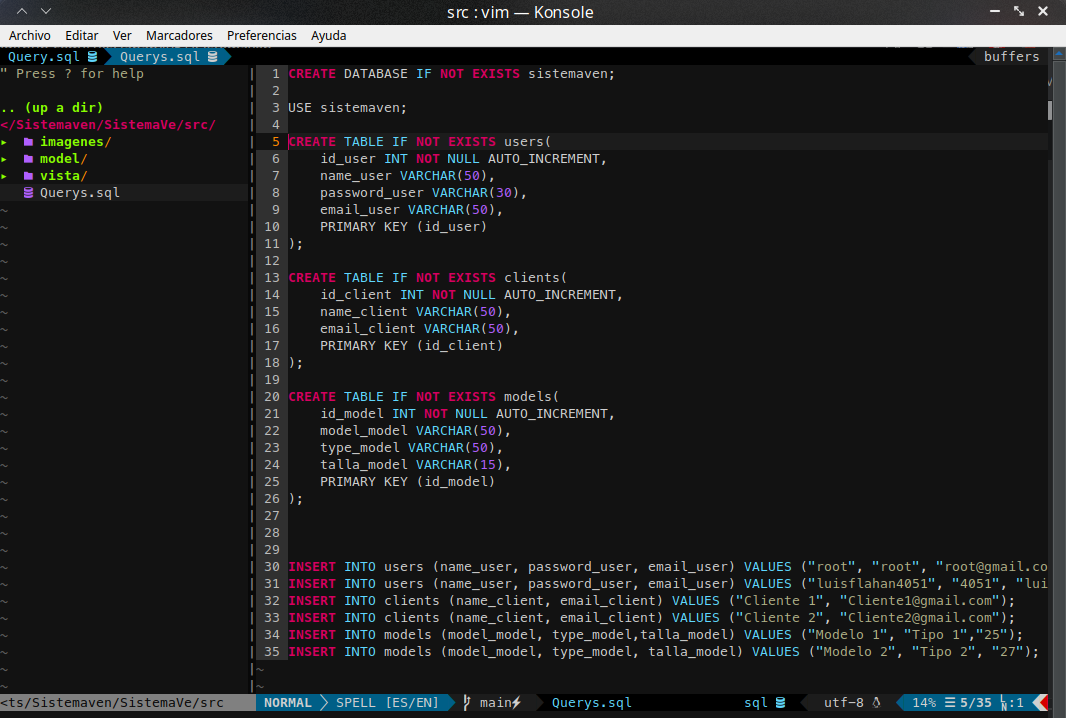 src : vim — Konsole
Archivo Editar Ver Marcadores Preferencias Ayuda
Query.sql Querys.sql buffers
" Press ? for help
.. (up a dir)
</Sistemaven/SistemaVe/src/
▸ imagenes/
▸ model/
▸ vista/
Querys.sql
1 CREATE DATABASE IF NOT EXISTS sistemaven;
2
3 USE sistemaven;
4
5 CREATE TABLE IF NOT EXISTS users(
6 id_user INT NOT NULL AUTO_INCREMENT,
7 name_user VARCHAR(50),
8 password_user VARCHAR(30),
9 email_user VARCHAR(50),
10 PRIMARY KEY (id_user)
11 );
12
13 CREATE TABLE IF NOT EXISTS clients(
14 id_client INT NOT NULL AUTO_INCREMENT,
15 name_client VARCHAR(50),
16 email_client VARCHAR(50),
17 PRIMARY KEY (id_client)
18 );
19
20 CREATE TABLE IF NOT EXISTS models(
21 id_model INT NOT NULL AUTO_INCREMENT,
22 model_model VARCHAR(50),
23 type_model VARCHAR(50),
24 talla_model VARCHAR(15),
25 PRIMARY KEY (id_model)
26 );
27
28
29
30 INSERT INTO users (name_user, password_user, email_user) VALUES ("root", "root", "root@gmail.co
31 INSERT INTO users (name_user, password_user, email_user) VALUES ("luisflahan4051", "4051", "lui
32 INSERT INTO clients (name_client, email_client) VALUES ("Cliente 1", "Cliente1@gmail.com");
33 INSERT INTO clients (name_client, email_client) VALUES ("Cliente 2", "Cliente2@gmail.com");
34 INSERT INTO models (model_model, type_model,talla_model) VALUES ("Modelo 1", "Tipo 1","25");
35 INSERT INTO models (model_model, type_model, talla_model) VALUES ("Modelo 2", "Tipo 2", "27");
<ts/Sistemaven/SistemaVe/src NORMAL SPELL [ES/EN] main⚡ Querys.sql sql utf-8 14% ☰ 5/35 :1